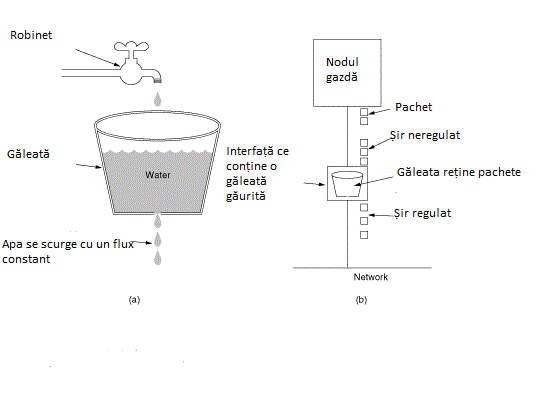 Robinet
Găleată
Water
Apa se scurge cu un flux
constant
(a)
Nodul
gazdă
Pachet
Șir neregulat
Interfață ce
conține o
găleată
găurită
Găleata reține pachete
Șir regulat
Network
(b)